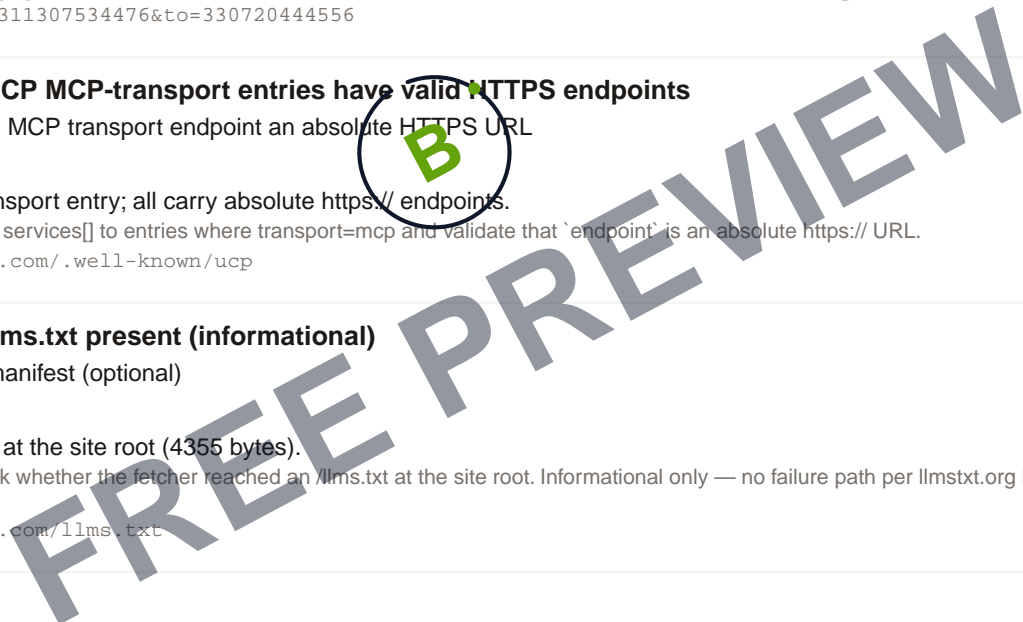 311307534476&to=330720444556
CP MCP-transport entries have valid HTTPS endpoints
MCP transport endpoint an absolute HTTPS URL
B
nsport entry; all carry absolute https:// endpoints.
services[] to entries where transport=mcp and validate that `endpoint` is an absolute https:// URL.
.com/.well-known/ucp
lms.txt present (informational)
manifest (optional)
at the site root (4355 bytes).
k whether the fetcher reached an /llms.txt at the site root. Informational only — no failure path per llmstxt.org
.com/llms.txt
FREE PREVIEW